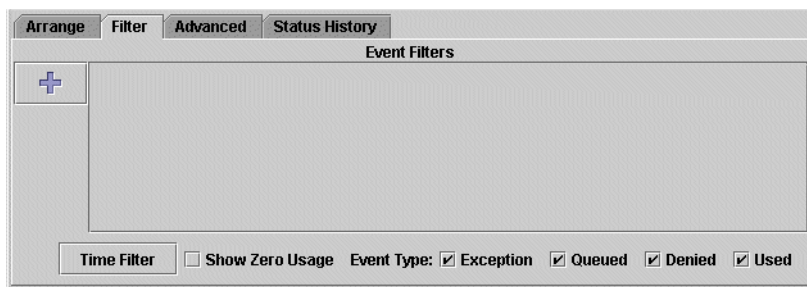 Arrange Filter Advanced Status History
Event Filters
Time Filter Show Zero Usage Event Type: Exception Queued Denied Used